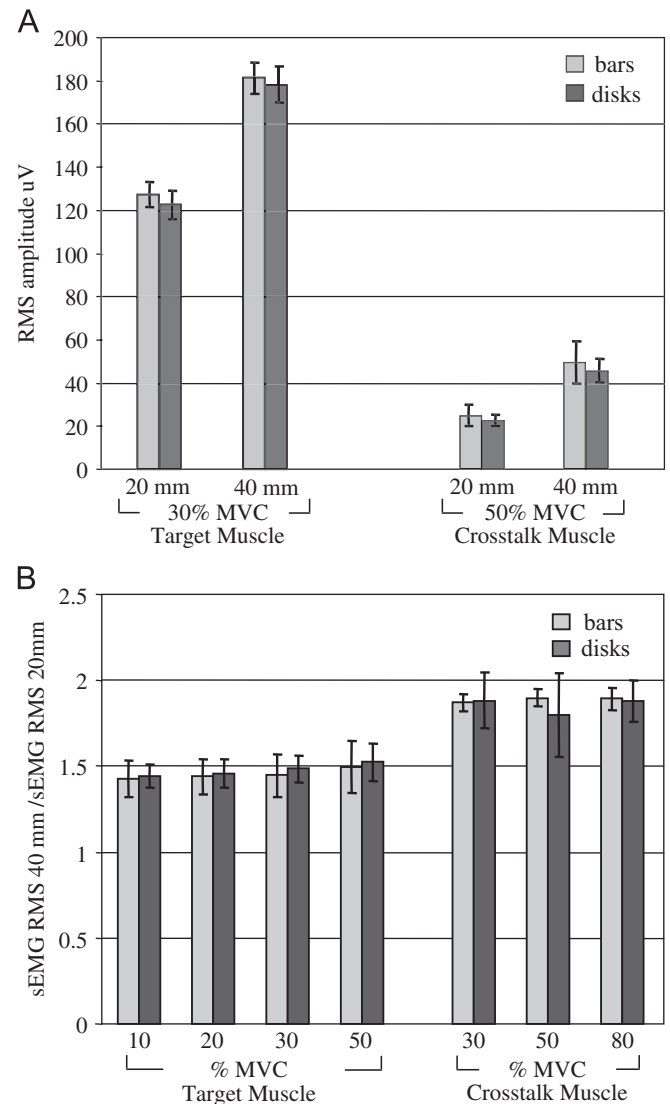 A
200
180
160
140
120
100
80
60
40
20
0
RMS amplitude uV
bars
disks
20 mm 40 mm 20 mm 40 mm
30% MVC 50% MVC
Target Muscle Crosstalk Muscle
B
2.5
2
1.5
1
0.5
0
sEMG RMS 40 mm /sEMG RMS 20mm
bars
disks
10 20 30 50 30 50 80
% MVC % MVC
Target Muscle Crosstalk Muscle